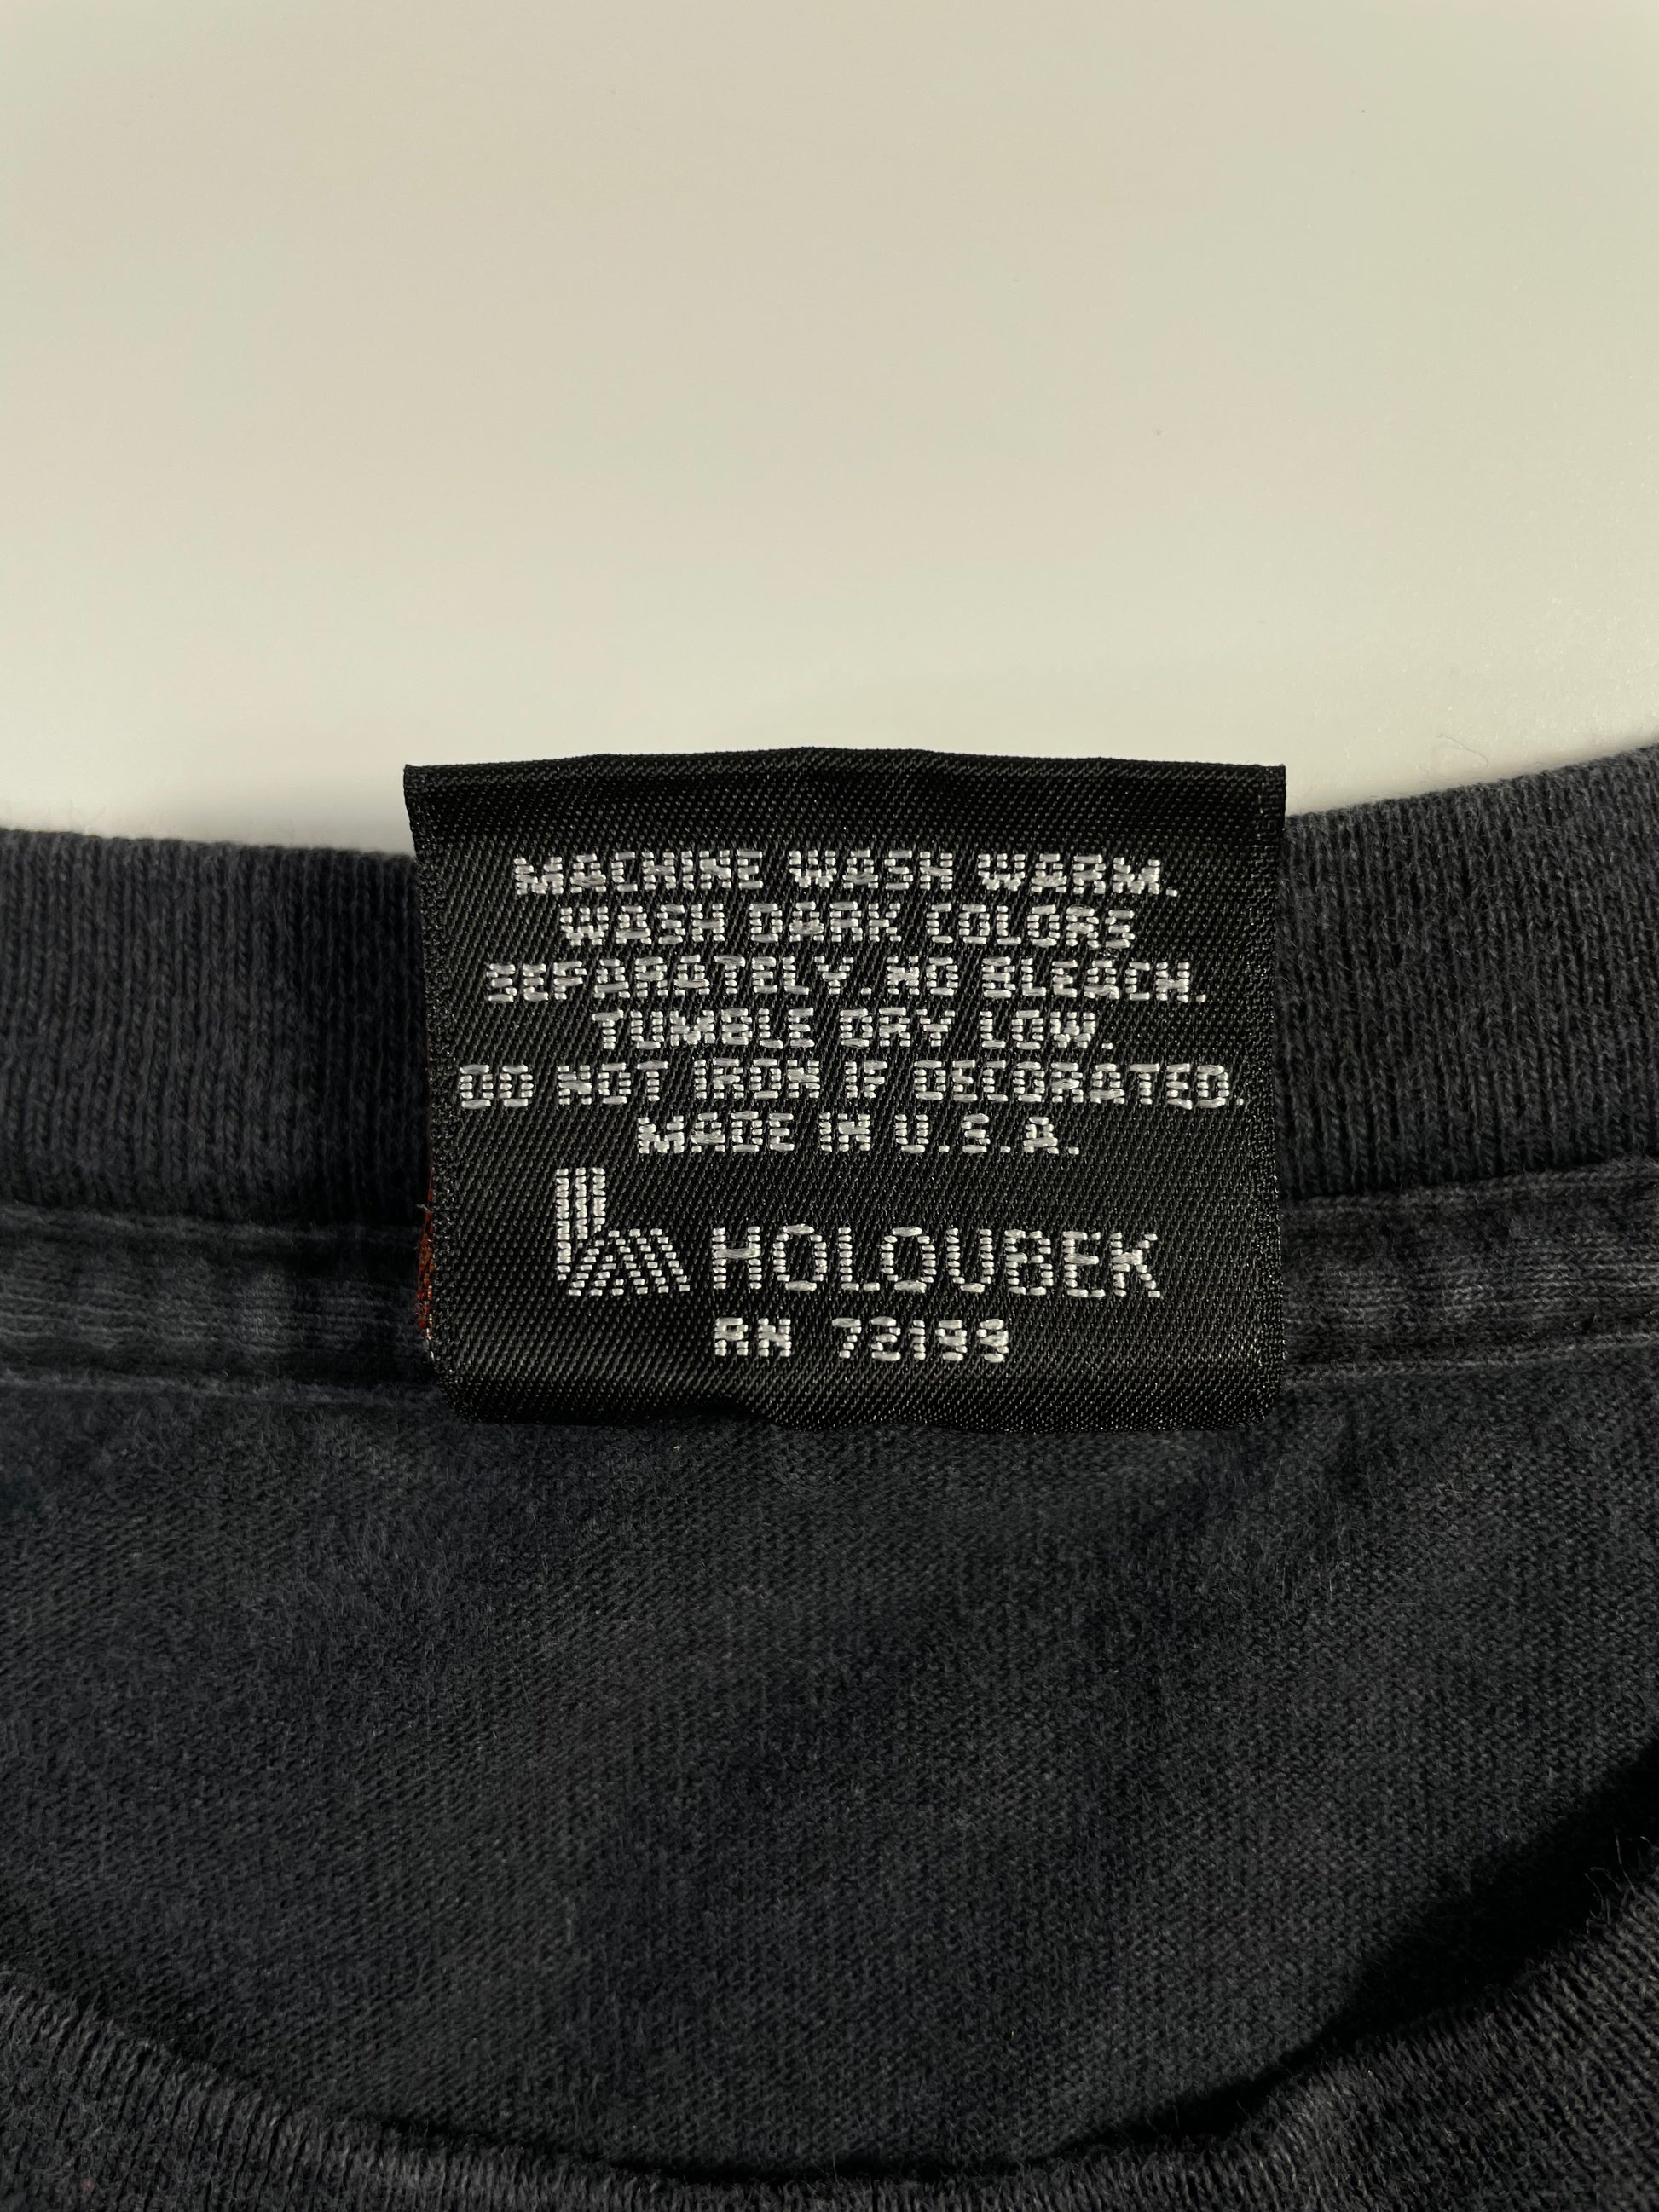 MACHINE WASH WARM.
WASH DARK COLORS
SEPARATELY. NO BLEACH.
TUMBLE DRY LOW.
DO NOT IRON IF DECORATED.
MADE IN U.S.A.
HOLOUBEK
RN 72199